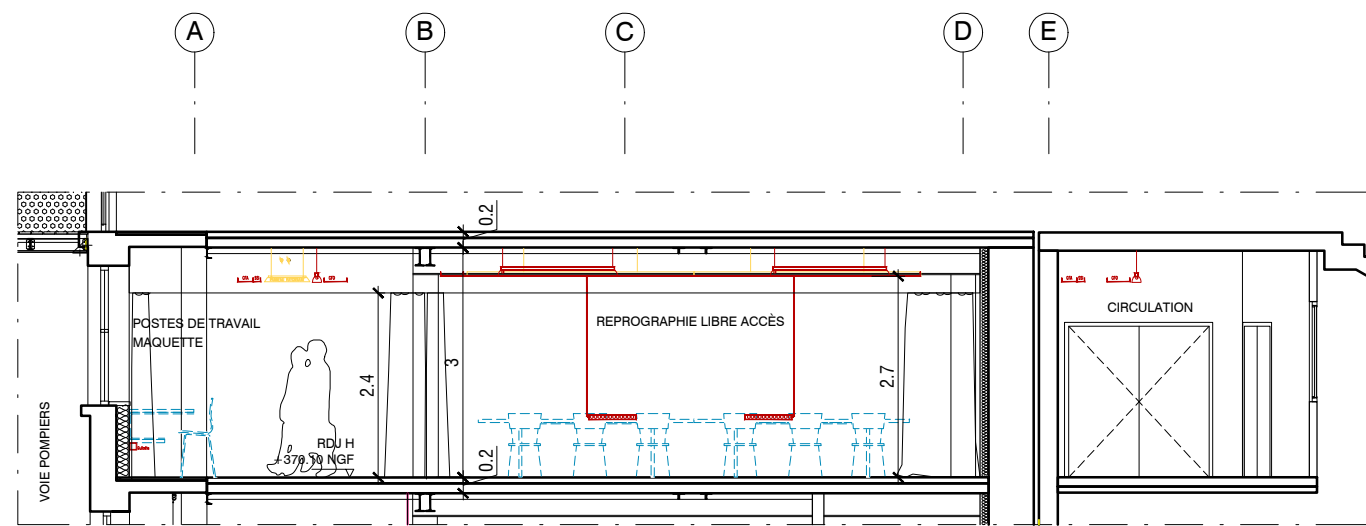 A
B
C
D
E
0.2
POSTES DE TRAVAIL
MAQUETTE
REPROGRAPHIE LIBRE ACCÈS
CIRCULATION
2.4
3
2.7
VOIE POMPIERS
RDJ H
+376.10 NGF
0.2